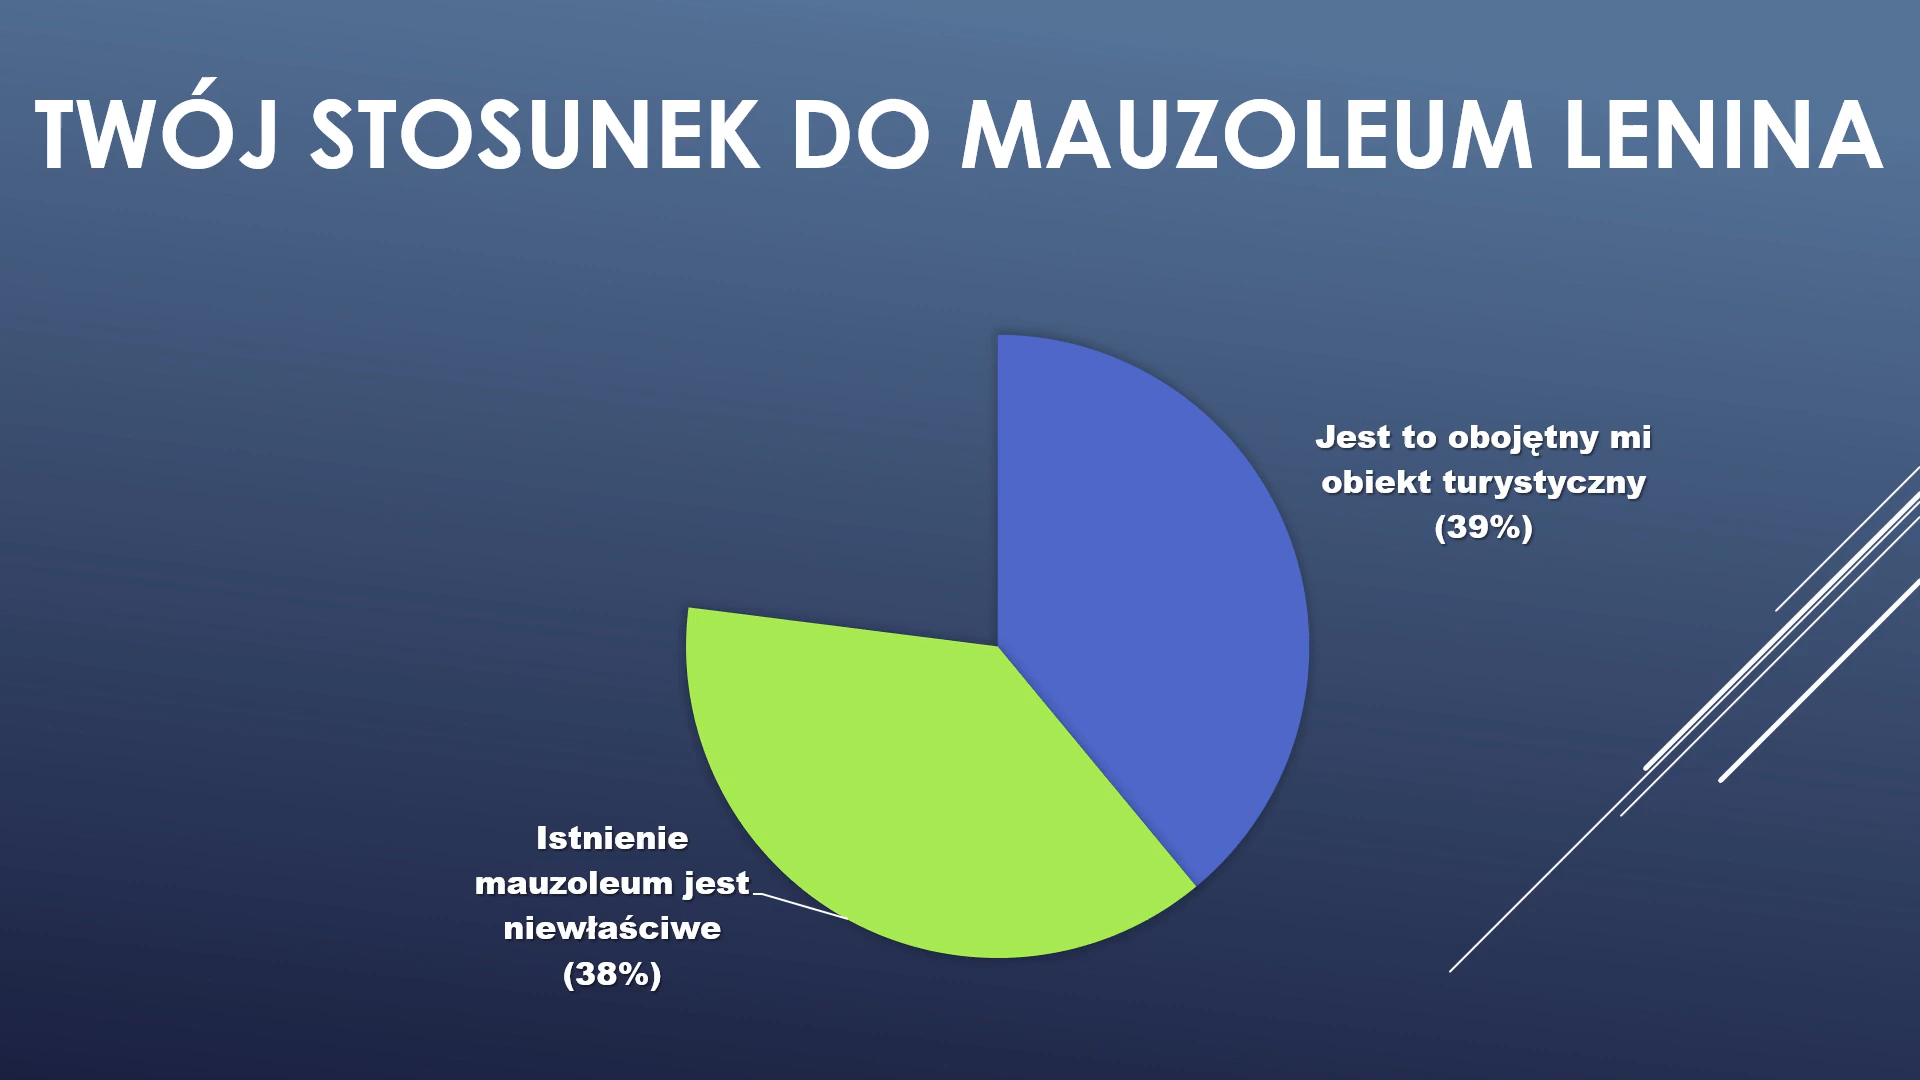 TWÓJ STOSUNEK DO MAUZOLEUM LENINA
Jest to obojętny mi
obiekt turystyczny
(39%)
Istnienie
mauzoleum jest
niewłaściwe
(38%)